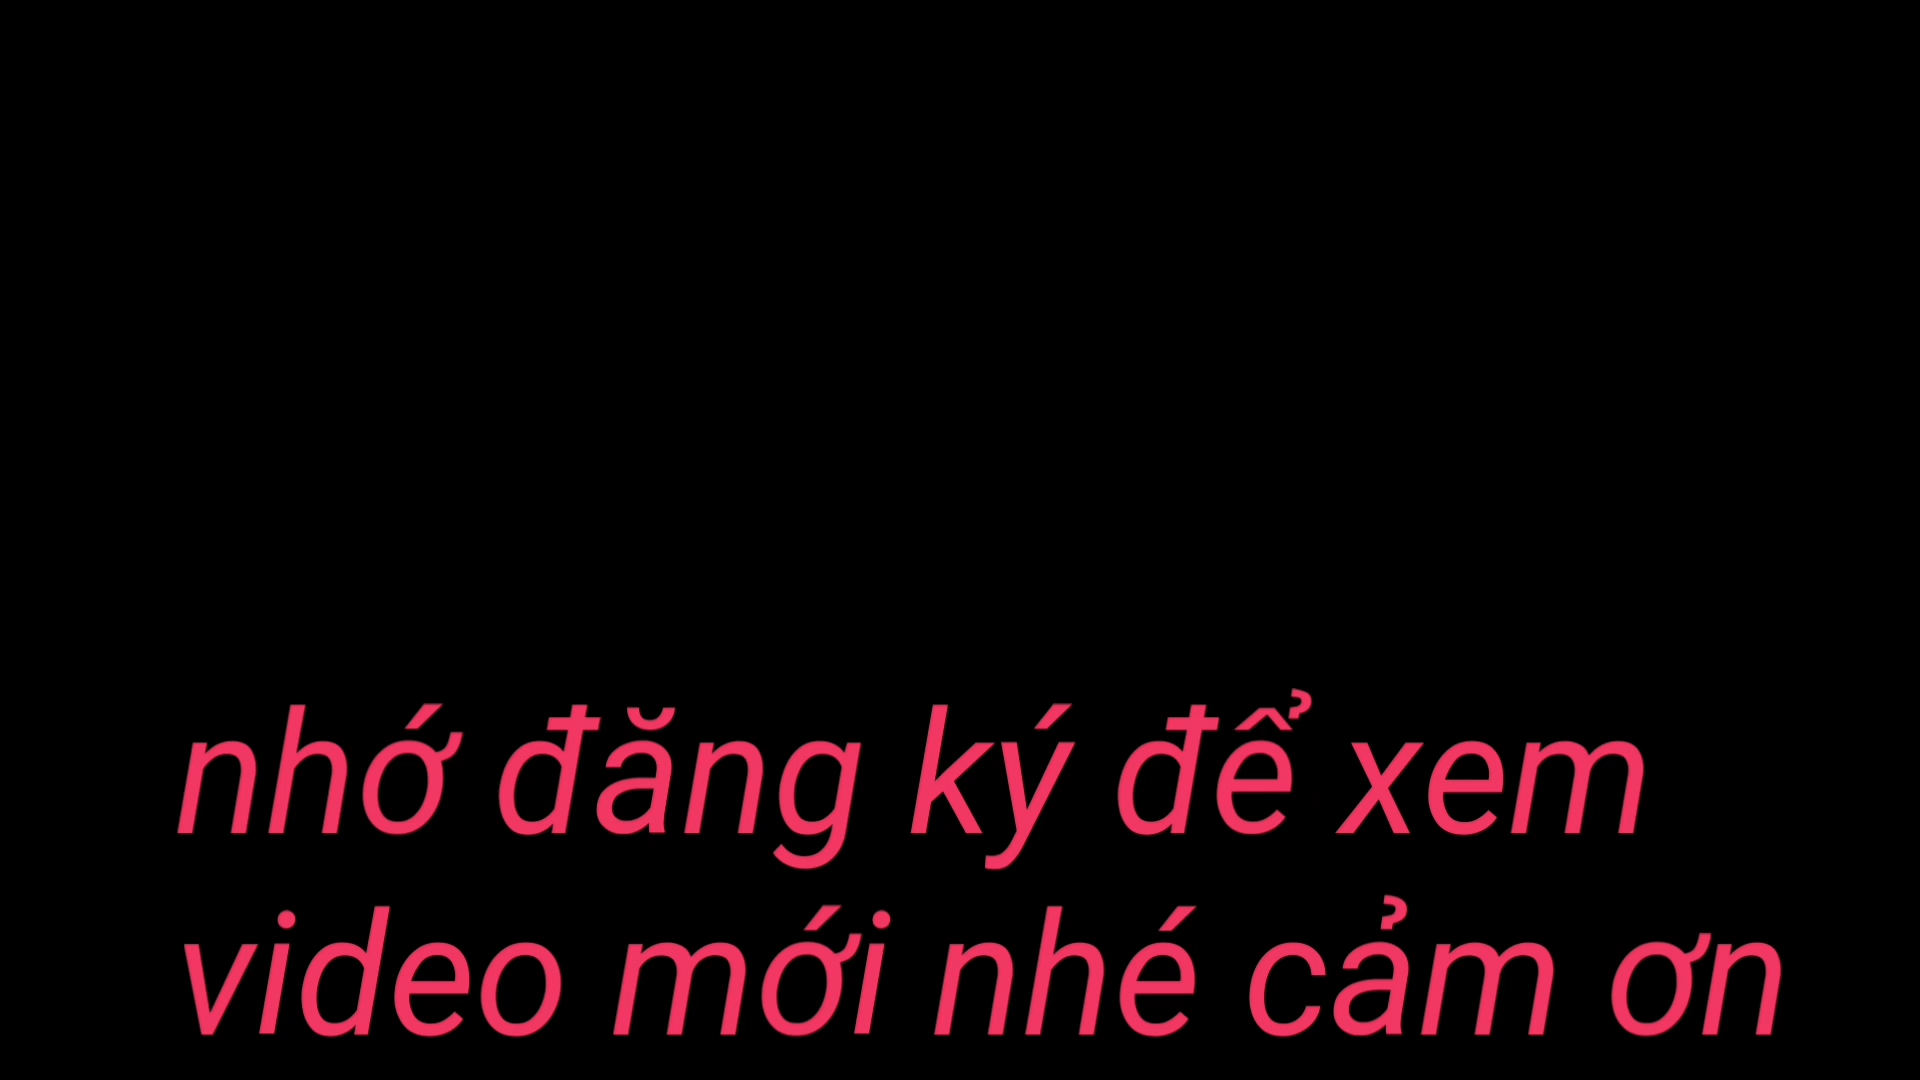 nhớ đăng ký để xem
video mới nhé cảm ơn